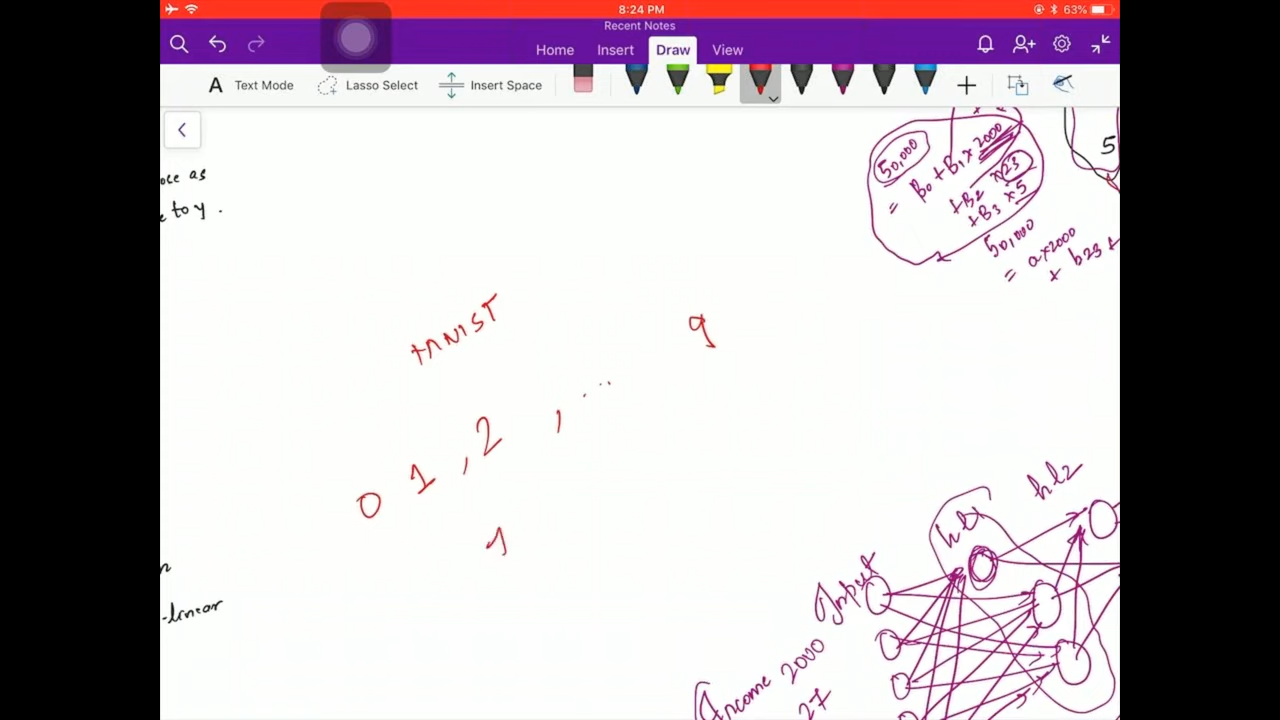 8:24 PM
63%
Recent Notes
Home Insert Draw View
A Text Mode Lasso Select Insert Space
as
to y.
50,000
= B0 + B1 × 2000
+B2 × 23
+B3 × 5
5
50,000
= a×2000
+ b23 +
MNIST
9
0 1 , 2 , ...
1
hl1
hl2
Input
-linear
Income 2000
27